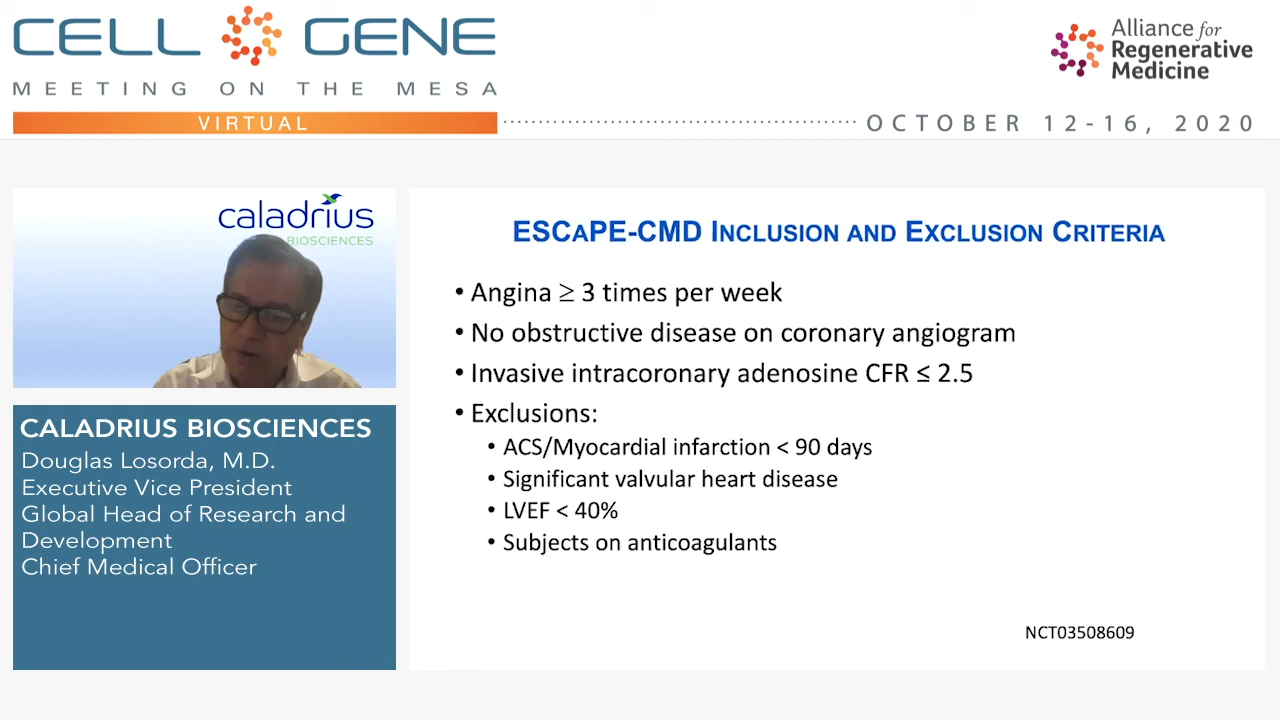 CELL GENE
MEETING ON THE MESA
VIRTUAL
Alliance for
Regenerative
Medicine
OCTOBER 12-16, 2020
caladrius
BIOSCIENCES
CALADRIUS BIOSCIENCES
Douglas Losorda, M.D.
Executive Vice President
Global Head of Research and
Development
Chief Medical Officer
ESCAPE-CMD INCLUSION AND EXCLUSION CRITERIA
• Angina ≥ 3 times per week
• No obstructive disease on coronary angiogram
• Invasive intracoronary adenosine CFR ≤ 2.5
• Exclusions:
• ACS/Myocardial infarction < 90 days
• Significant valvular heart disease
• LVEF < 40%
• Subjects on anticoagulants
NCT03508609